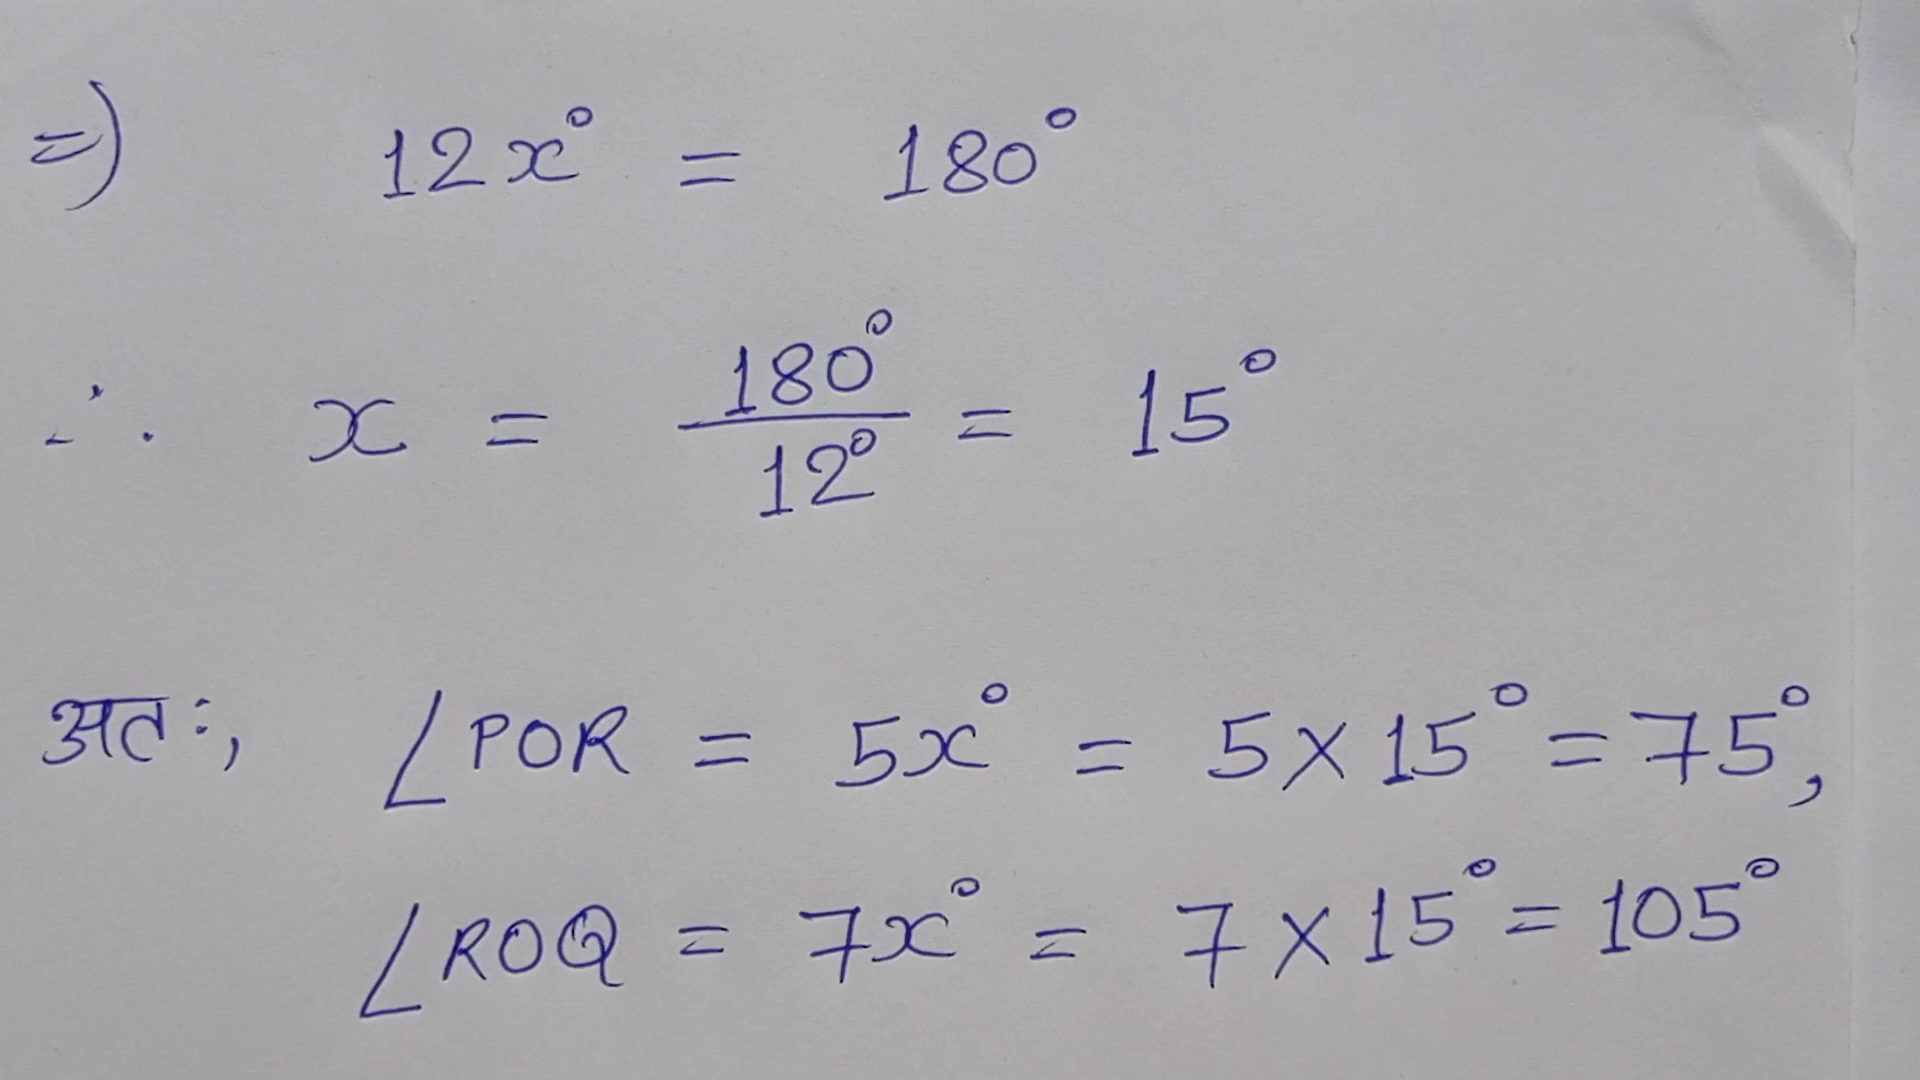 ⇒ 12x° = 180°
∴ x = 180°/12° = 15°
अतः, ∠POR = 5x° = 5×15° = 75°,
∠ROQ = 7x° = 7×15° = 105°